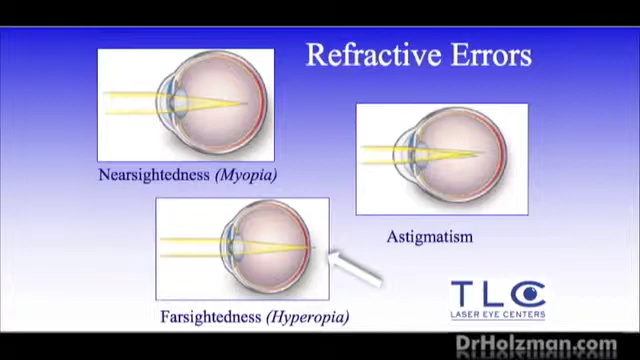 Refractive Errors
Nearsightedness (Myopia)
Astigmatism
Farsightedness (Hyperopia)
TLC
LASER EYE CENTERS
DrHolzman.com